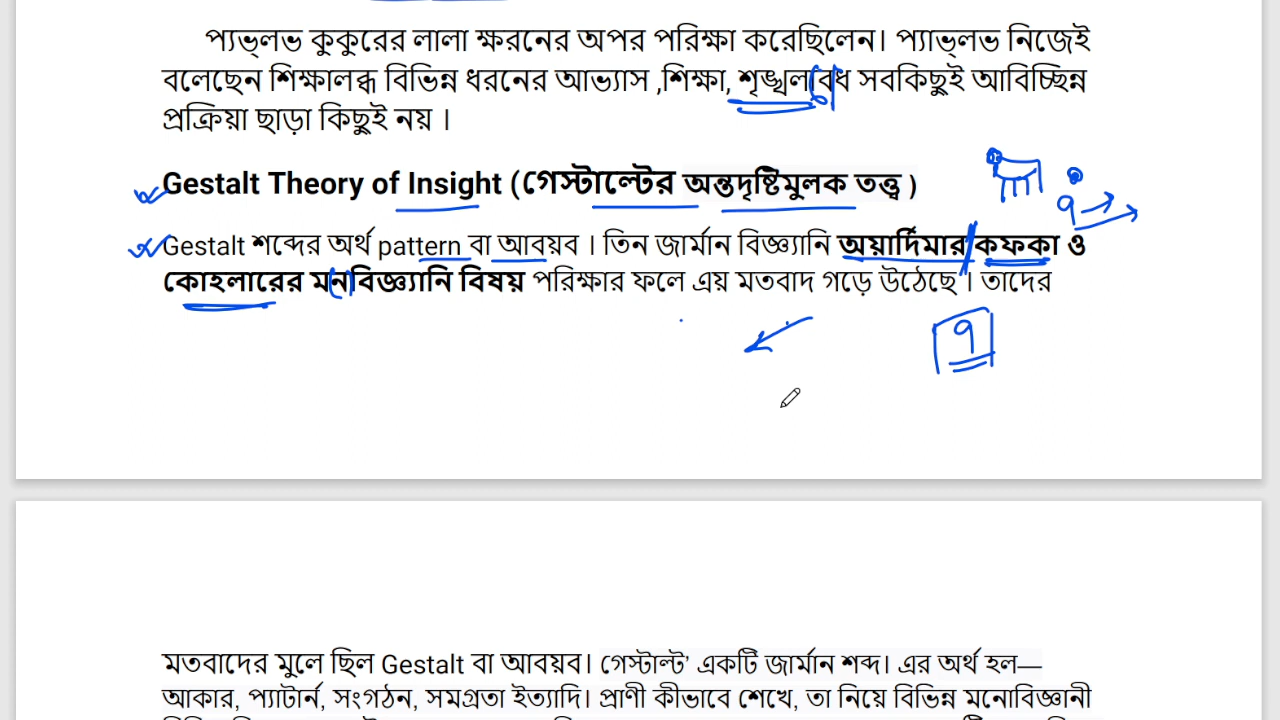 প্যভ্লভ কুকুরের লালা ক্ষরনের অপর পরিক্ষা করেছিলেন। প্যাভ্লভ নিজেই
বলেছেন শিক্ষালব্ধ বিভিন্ন ধরনের আভ্যাস ,শিক্ষা, শৃঙ্খলবেধ সবকিছুই আবিচ্ছিন্ন
প্রক্রিয়া ছাড়া কিছুই নয় ।
Gestalt Theory of Insight (গেস্টাল্টের অন্তদৃষ্টিমুলক তত্ত্ব )
Gestalt শব্দের অর্থ pattern বা আবয়ব । তিন জার্মান বিজ্ঞ্যানি অয়ার্দিমার কফকা ও
কোহলারের মনবিজ্ঞ্যানি বিষয় পরিক্ষার ফলে এয় মতবাদ গড়ে উঠেছে । তাদের
মতবাদের মুলে ছিল Gestalt বা আবয়ব। গেস্টাল্ট’ একটি জার্মান শব্দ। এর অর্থ হল—
আকার, প্যাটার্ন, সংগঠন, সমগ্রতা ইত্যাদি। প্রাণী কীভাবে শেখে, তা নিয়ে বিভিন্ন মনোবিজ্ঞানী